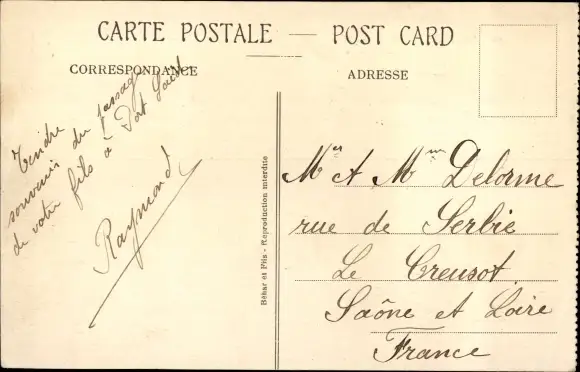 CARTE POSTALE — POST CARD
CORRESPONDANCE
ADRESSE
Tendre
souvenir du passage
de votre fils à Port Saïd
Raymond
Béhar et Fils - Reproduction interdite
Mer et Mme Delorme
rue de Serbie
Le Creusot
Saône et Loire
France